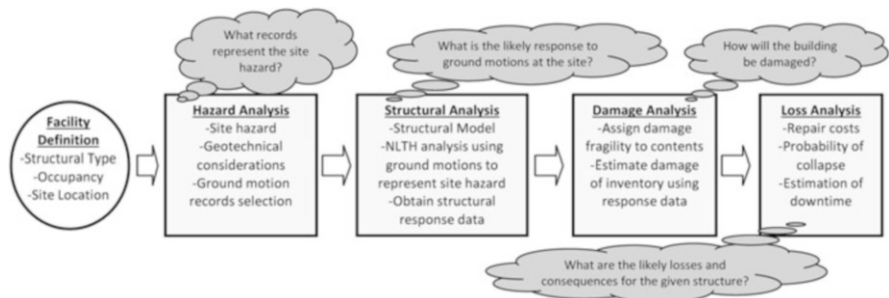 What records
represent the site
hazard?
What is the likely response to
ground motions at the site?
How will the building
be damaged?
Facility
Definition
-Structural Type
-Occupancy
-Site Location
Hazard Analysis
-Site hazard
-Geotechnical
considerations
-Ground motion
records selection
Structural Analysis
-Structural Model
-NLTH analysis using
ground motions to
represent site hazard
-Obtain structural
response data
Damage Analysis
-Assign damage
fragility to contents
-Estimate damage
of inventory using
response data
Loss Analysis
-Repair costs
-Probability of
collapse
-Estimation of
downtime
What are the likely losses and
consequences for the given structure?